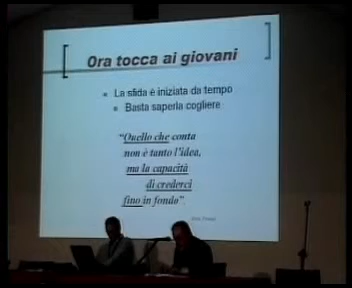 Ora tocca ai giovani
La sfida è iniziata da tempo
Basta saperla cogliere
“Quello che conta
non è tanto l'idea,
ma la capacità
di crederci
fino in fondo”.